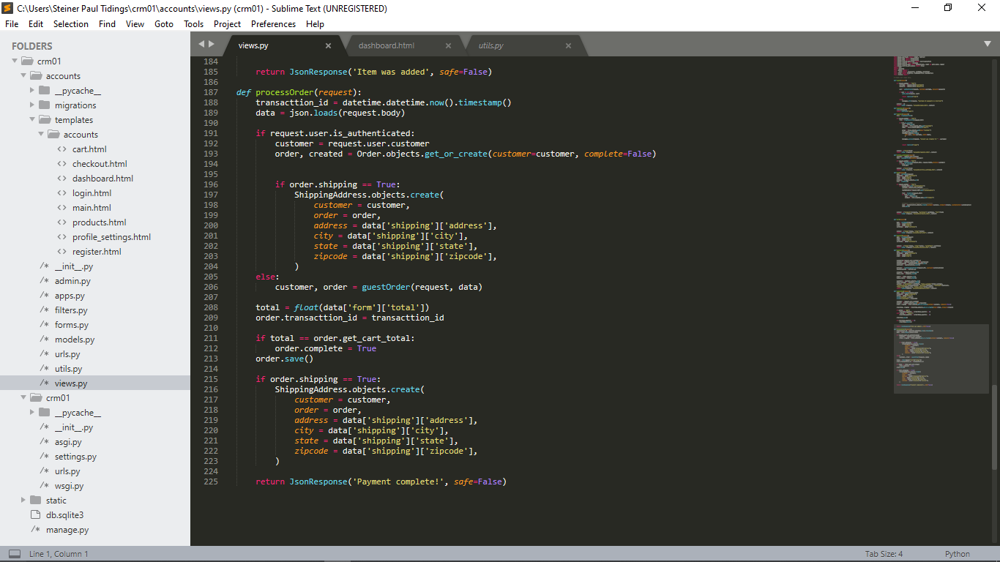 C:\Users\Steiner Paul Tidings\crm01\accounts\views.py (crm01) - Sublime Text (UNREGISTERED)
File Edit Selection Find View Goto Tools Project Preferences Help
FOLDERS
crm01
accounts
__pycache__
migrations
templates
accounts
<> cart.html
<> checkout.html
<> dashboard.html
<> login.html
<> main.html
<> products.html
<> profile_settings.html
<> register.html
/* __init__.py
/* admin.py
/* apps.py
/* filters.py
/* forms.py
/* models.py
/* urls.py
/* utils.py
/* views.py
crm01
__pycache__
/* __init__.py
/* asgi.py
/* settings.py
/* urls.py
/* wsgi.py
static
db.sqlite3
/* manage.py
views.py × dashboard.html × utils.py ×
184
185 return JsonResponse('Item was added', safe=False)
186
187 def processOrder(request):
188 transacttion_id = datetime.datetime.now().timestamp()
189 data = json.loads(request.body)
190
191 if request.user.is_authenticated:
192 customer = request.user.customer
193 order, created = Order.objects.get_or_create(customer=customer, complete=False)
194
195
196 if order.shipping == True:
197 ShippingAddress.objects.create(
198 customer = customer,
199 order = order,
200 address = data['shipping']['address'],
201 city = data['shipping']['city'],
202 state = data['shipping']['state'],
203 zipcode = data['shipping']['zipcode'],
204 )
205 else:
206 customer, order = guestOrder(request, data)
207
208 total = float(data['form']['total'])
209 order.transacttion_id = transacttion_id
210
211 if total == order.get_cart_total:
212 order.complete = True
213 order.save()
214
215 if order.shipping == True:
216 ShippingAddress.objects.create(
217 customer = customer,
218 order = order,
219 address = data['shipping']['address'],
220 city = data['shipping']['city'],
221 state = data['shipping']['state'],
222 zipcode = data['shipping']['zipcode'],
223 )
224
225 return JsonResponse('Payment complete!', safe=False)
Line 1, Column 1 Tab Size: 4 Python